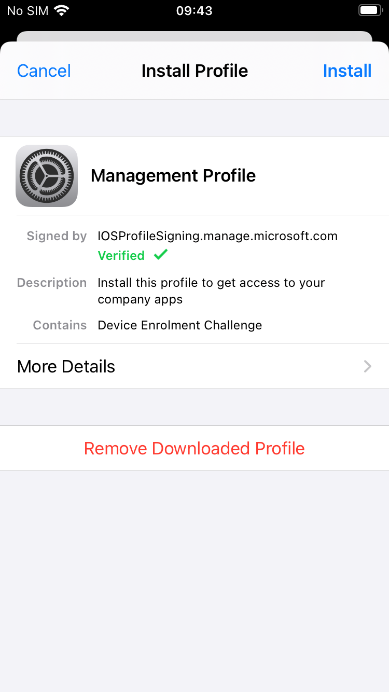 No SIM 09:43
Cancel Install Profile Install
Management Profile
Signed by IOSProfileSigning.manage.microsoft.com
Verified
Description Install this profile to get access to your
company apps
Contains Device Enrolment Challenge
More Details
Remove Downloaded Profile